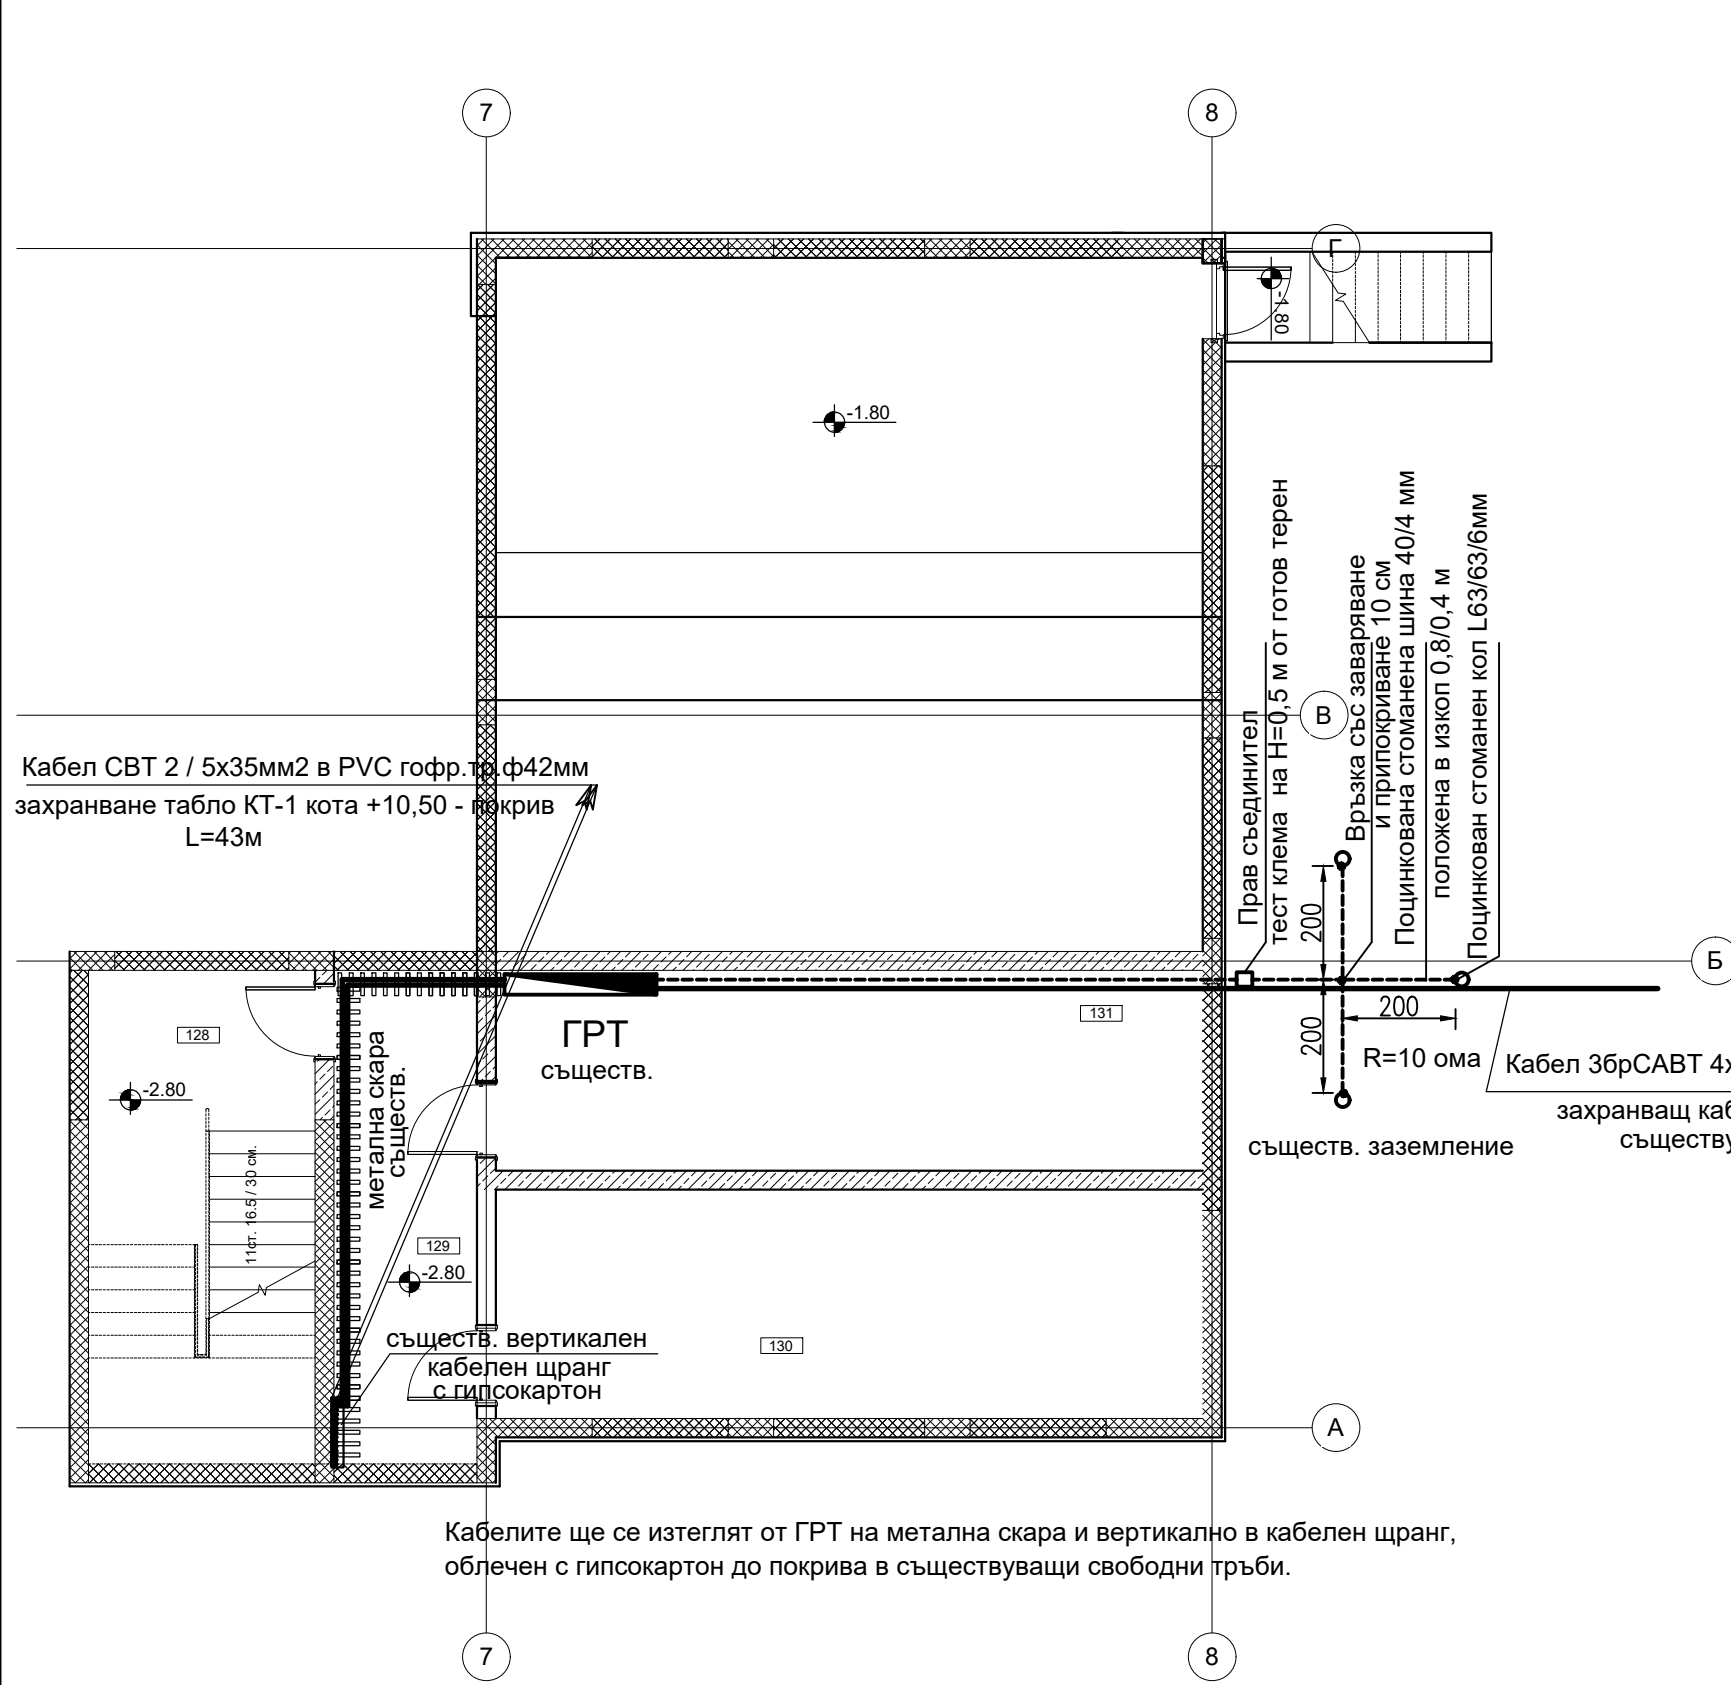 7
8
Г
-1.80
-1.80
Прав съединител
тест клема на H=0,5 м от готов терен
Връзка със заваряване
и припокриване 10 см
Поцинкована стоманена шина 40/4 мм
положена в изкоп 0,8/0,4 м
Поцинкован стоманен кол L63/63/6мм
В
Кабел СВТ 2 / 5х35мм2 в PVC гофр.тр.ф42мм
захранване табло КТ-1 кота +10,50 - покрив
L=43м
200
Б
200
200
128
131
ГРТ
съществ.
метална скара
съществ.
-2.80
R=10 ома
Кабел 3брСАВТ 4х
захранващ каб
съществу
съществ. заземление
11ст. 16.5 / 30 см.
129
-2.80
съществ. вертикален
кабелен щранг
с гипсокартон
130
А
Кабелите ще се изтеглят от ГРТ на метална скара и вертикално в кабелен щранг,
облечен с гипсокартон до покрива в съществуващи свободни тръби.
7
8